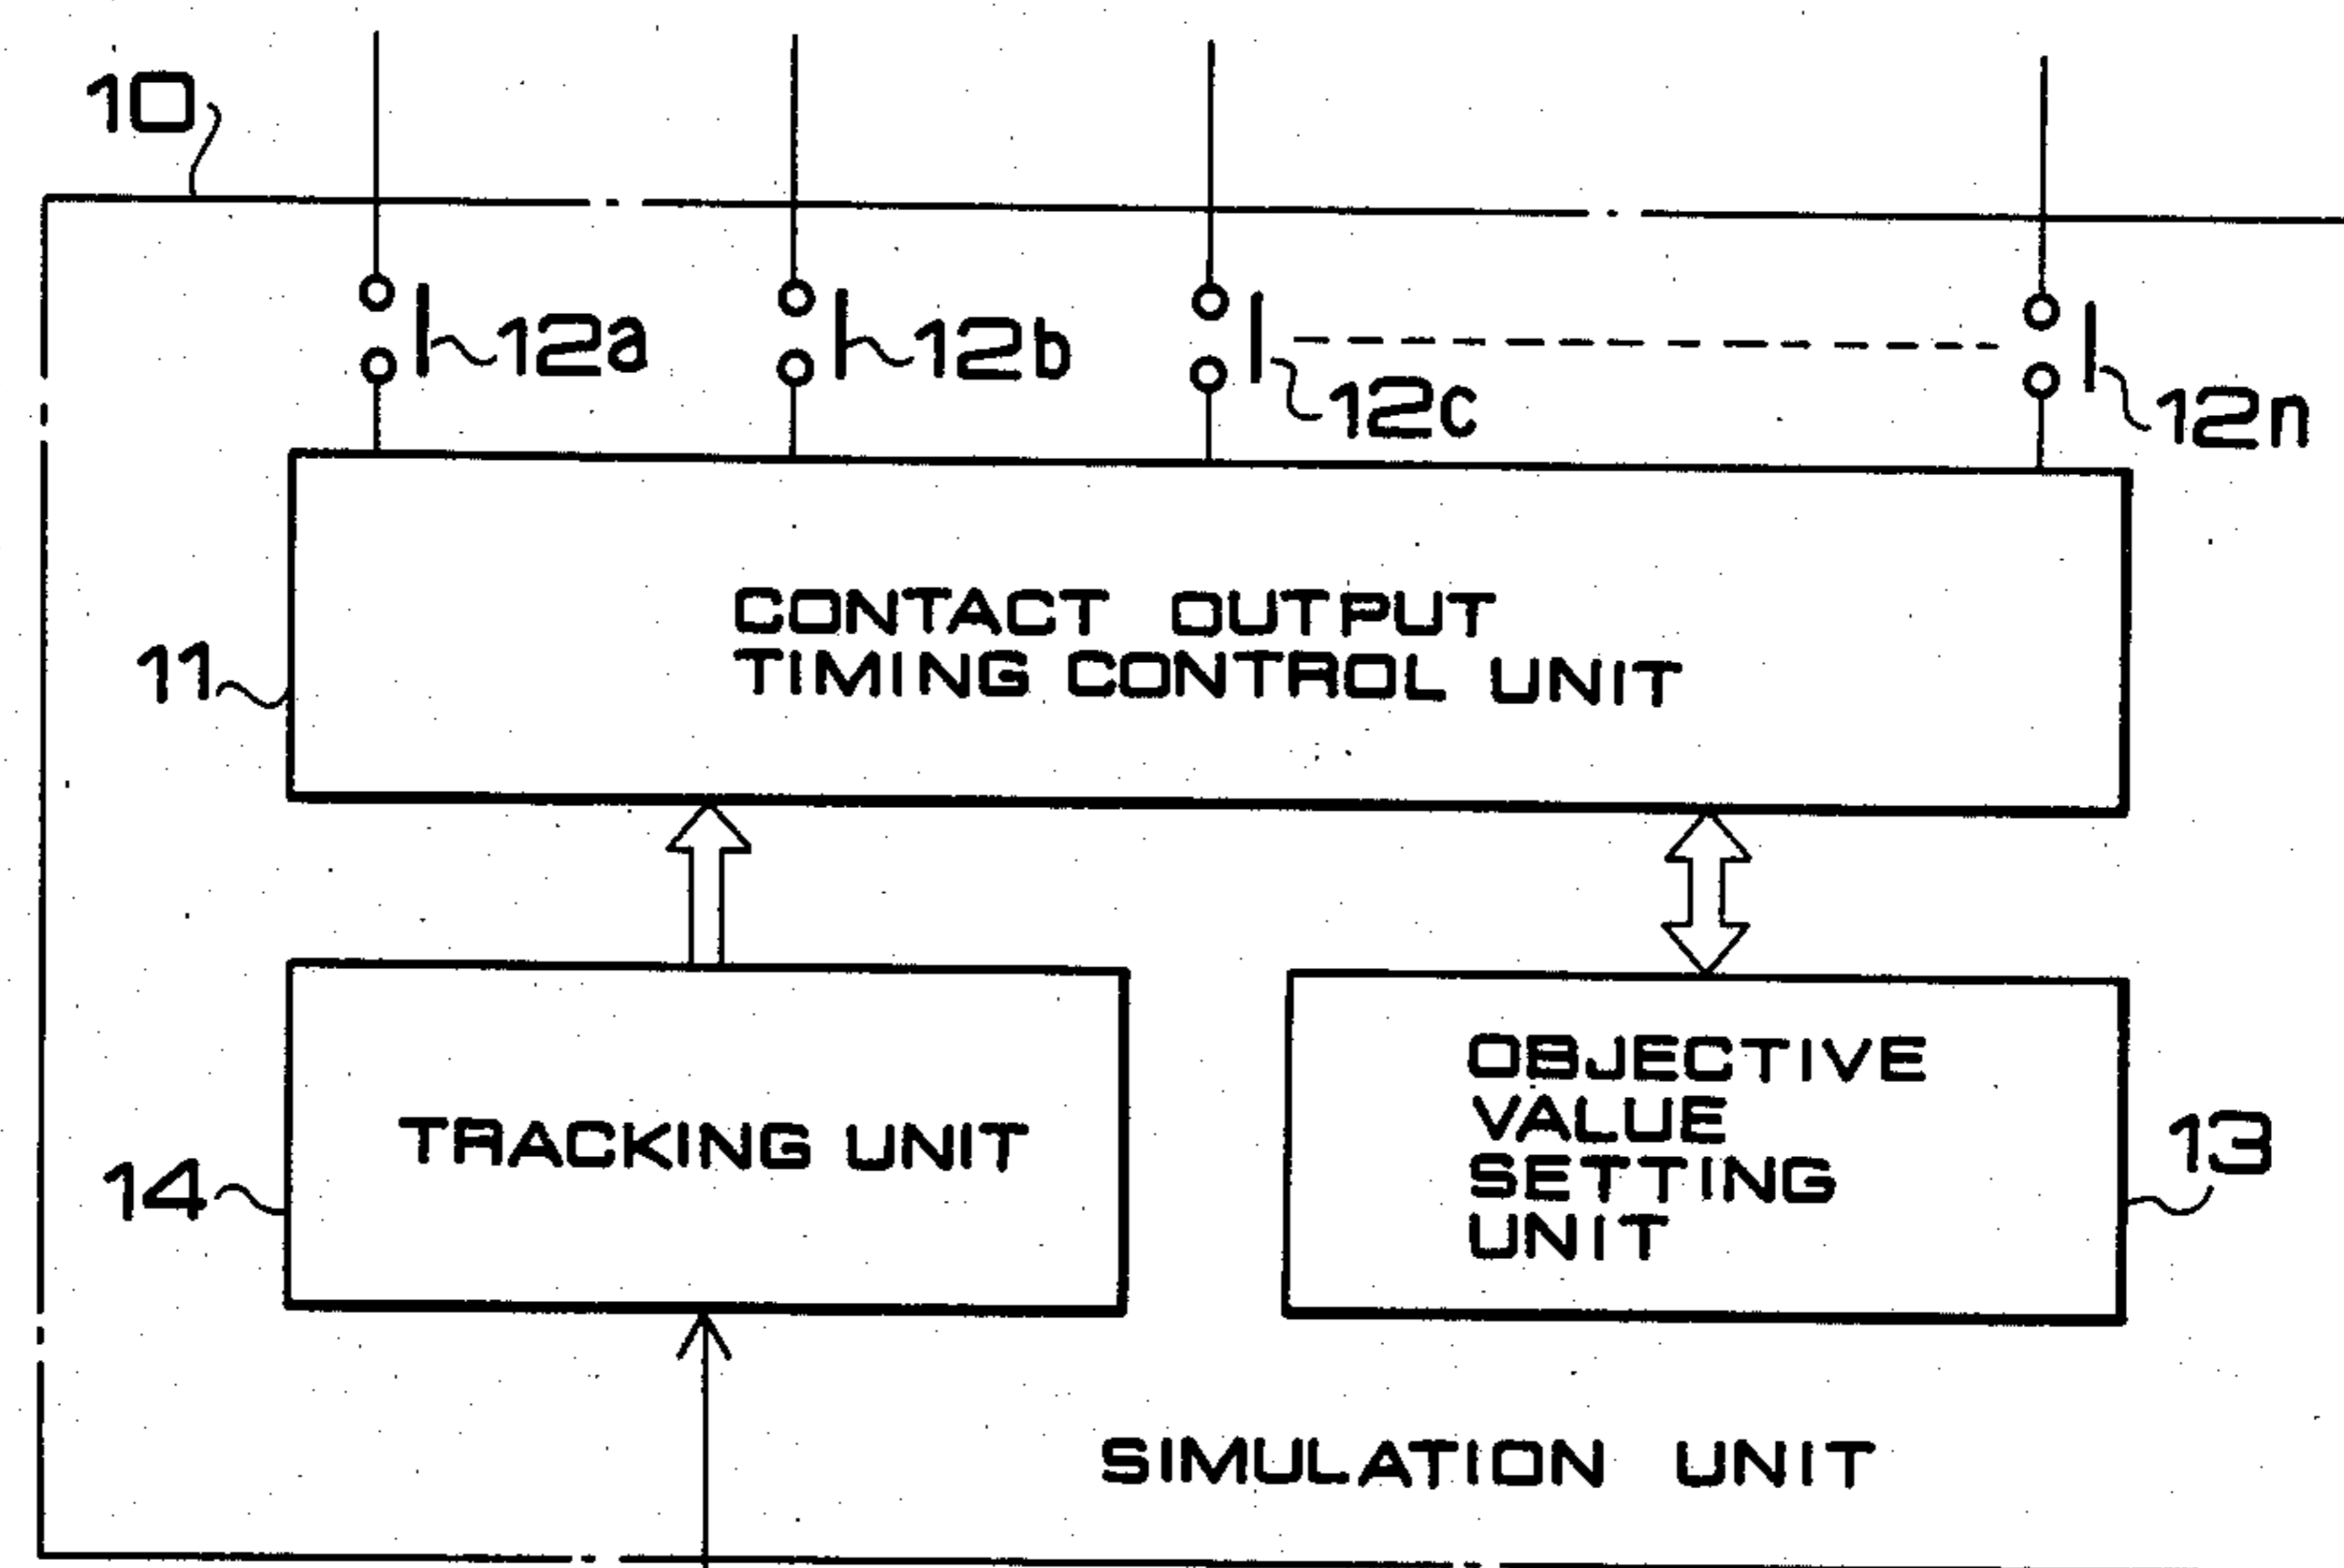 10
12a
12b
12c
12n
CONTACT OUTPUT
TIMING CONTROL UNIT
11
TRACKING UNIT
14
OBJECTIVE
VALUE
SETTING
UNIT
13
SIMULATION UNIT